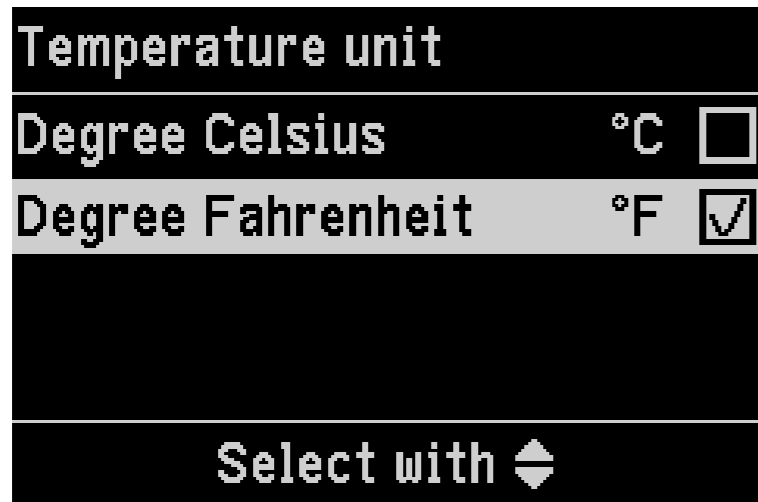 Temperature unit
Degree Celsius °C
Degree Fahrenheit °F
Select with